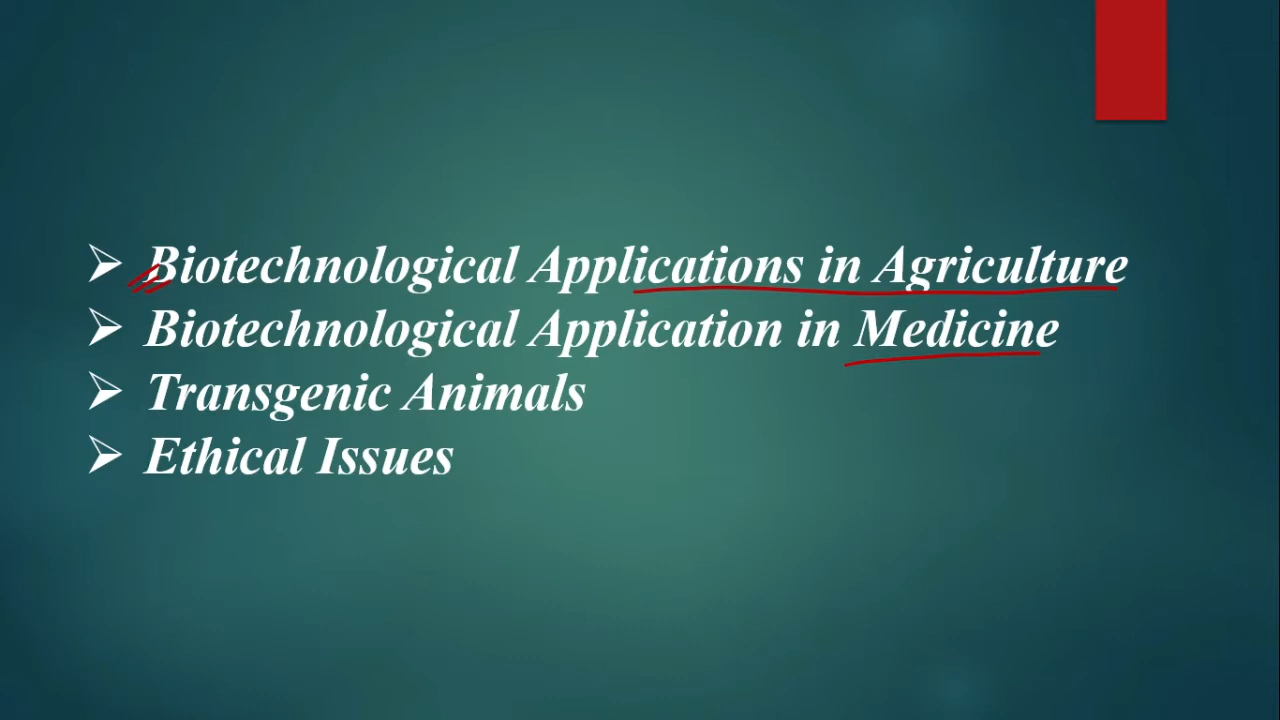 ➢ Biotechnological Applications in Agriculture
➢ Biotechnological Application in Medicine
➢ Transgenic Animals
➢ Ethical Issues